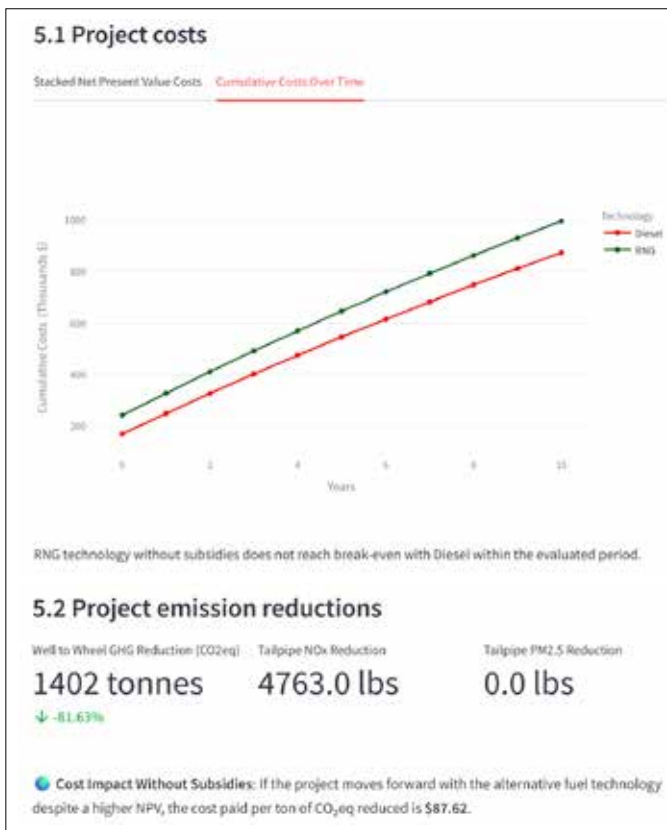 5.1 Project costs
Stacked Net Present Value Costs Cumulative Costs Over Time
1000
800
600
400
200
Cumulative Costs (Thousands $)
0 2 4 6 8 10
Years
Technology
Diesel
RNG
RNG technology without subsidies does not reach break-even with Diesel within the evaluated period.
5.2 Project emission reductions
Well to Wheel GHG Reduction (CO2eq) Tailpipe NOx Reduction Tailpipe PM2.5 Reduction
1402 tonnes 4763.0 lbs 0.0 lbs
↓ -81.63%
Cost Impact Without Subsidies: If the project moves forward with the alternative fuel technology
despite a higher NPV, the cost paid per ton of CO₂eq reduced is $87.62.